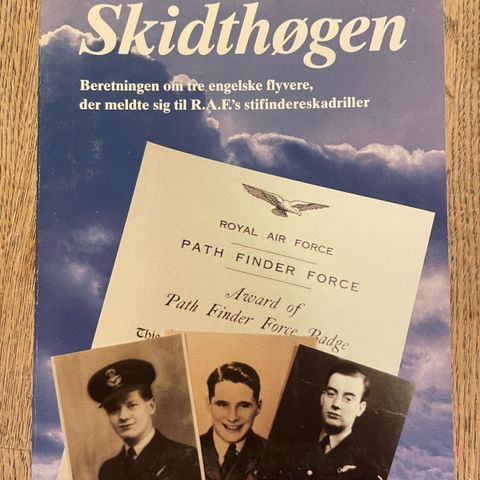 Skidthøgen
Beretningen om tre engelske flyvere,
der meldte sig til R.A.F.'s stifindereskadriller
ROYAL AIR FORCE
PATH FINDER FORCE
Award of
Path Finder Force Badge
This